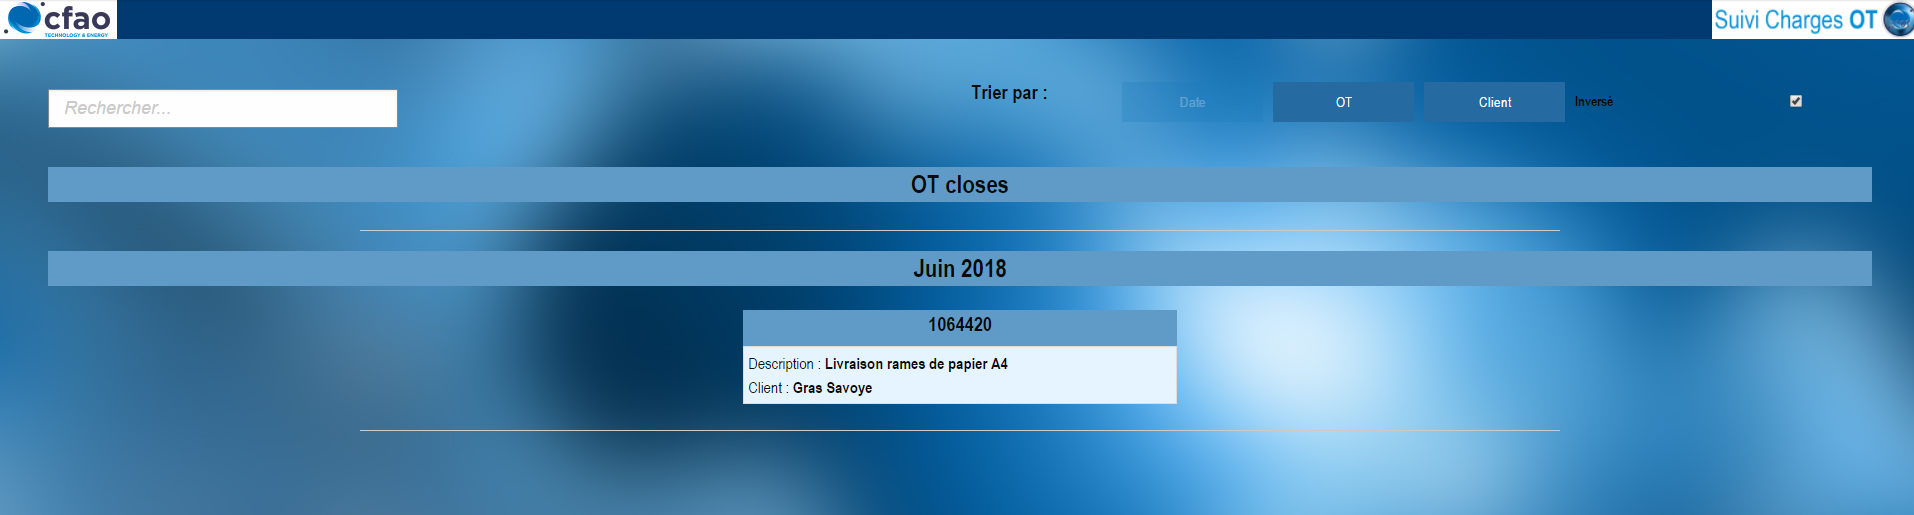 cfao
TECHNOLOGY & ENERGY
Suivi Charges OT
Rechercher...
Trier par :
Date
OT
Client
Inversé
OT closes
Juin 2018
1064420
Description : Livraison rames de papier A4
Client : Gras Savoye